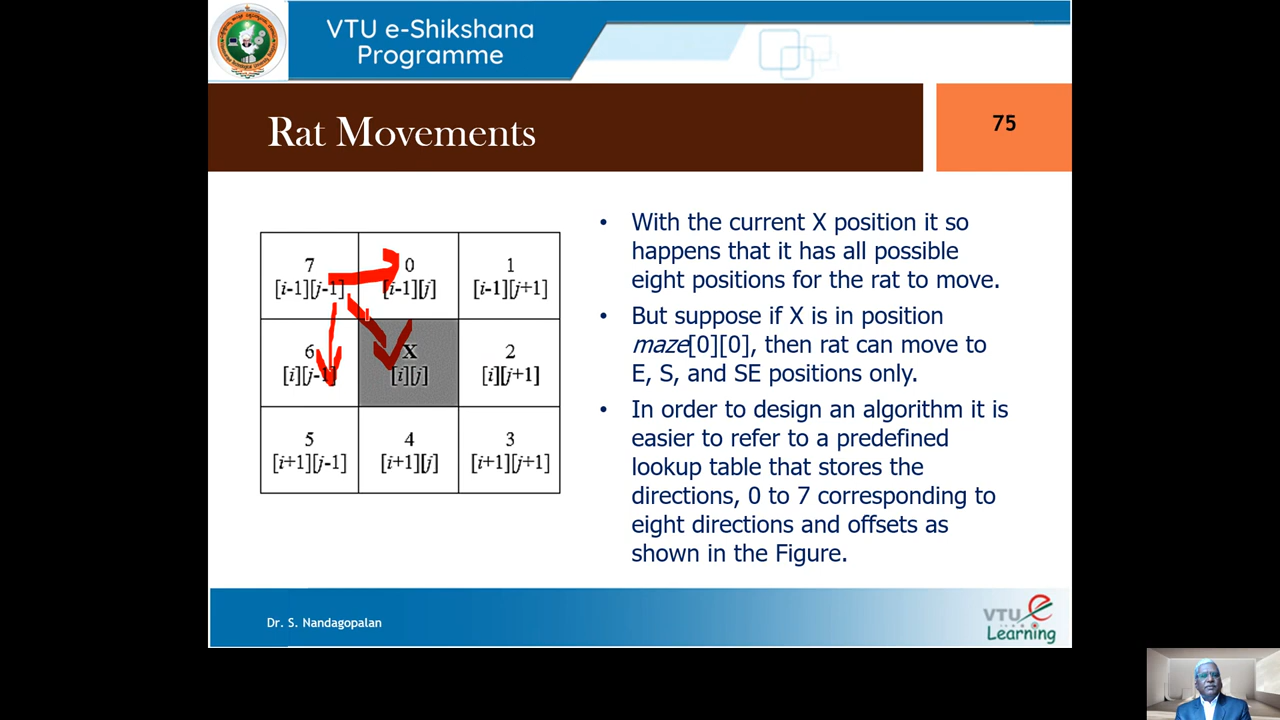 VTU e-Shikshana
Programme
Rat Movements
75
7
[i-1][j-1]
0
[i-1][j]
1
[i-1][j+1]
6
[i][j-1]
X
[i][j]
2
[i][j+1]
5
[i+1][j-1]
4
[i+1][j]
3
[i+1][j+1]
• With the current X position it so
happens that it has all possible
eight positions for the rat to move.
• But suppose if X is in position
maze[0][0], then rat can move to
E, S, and SE positions only.
• In order to design an algorithm it is
easier to refer to a predefined
lookup table that stores the
directions, 0 to 7 corresponding to
eight directions and offsets as
shown in the Figure.
Dr. S. Nandagopalan
VTU e
Learning